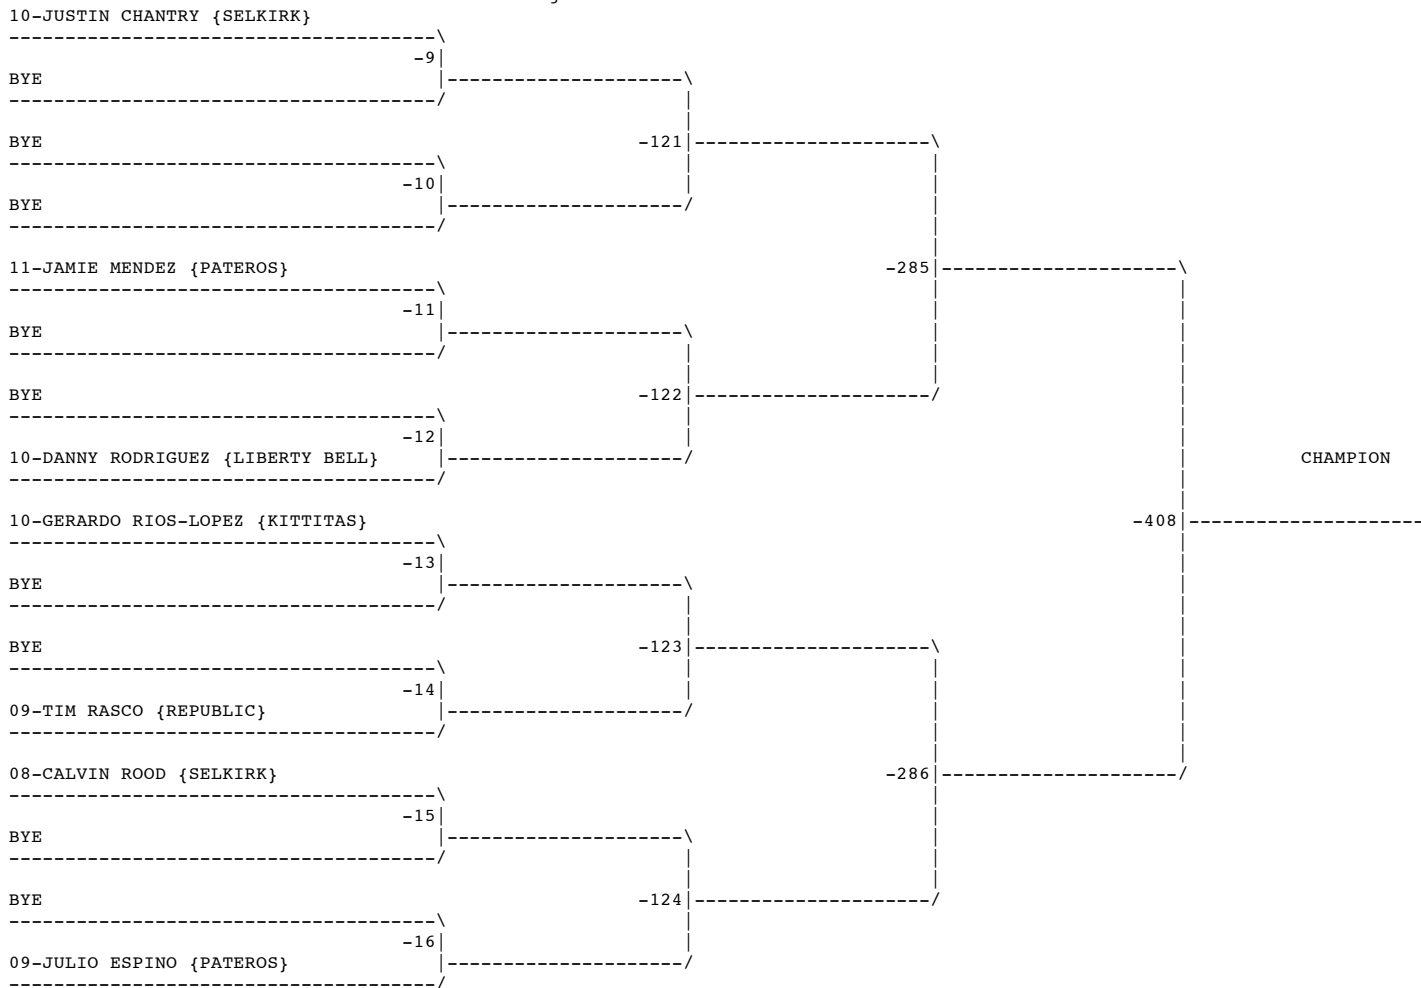 10-JUSTIN CHANTRY {SELKIRK}
-9
BYE
BYE
-121
-10
BYE
11-JAMIE MENDEZ {PATEROS}
-285
-11
BYE
BYE
-122
-12
10-DANNY RODRIGUEZ {LIBERTY BELL}
CHAMPION
10-GERARDO RIOS-LOPEZ {KITTITAS}
-408
-13
BYE
BYE
-123
-14
09-TIM RASCO {REPUBLIC}
08-CALVIN ROOD {SELKIRK}
-286
-15
BYE
BYE
-124
-16
09-JULIO ESPINO {PATEROS}